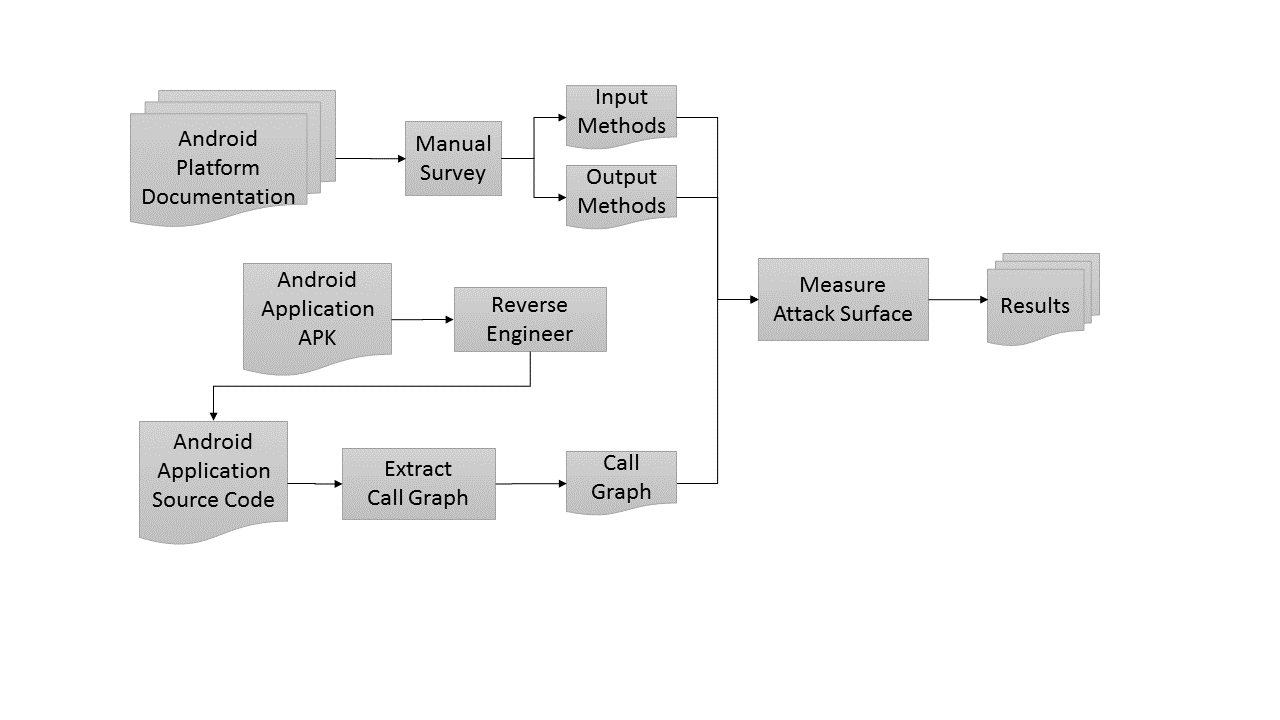 Android
Platform
Documentation
Manual
Survey
Input
Methods
Output
Methods
Android
Application
APK
Reverse
Engineer
Measure
Attack Surface
Results
Android
Application
Source Code
Extract
Call Graph
Call
Graph